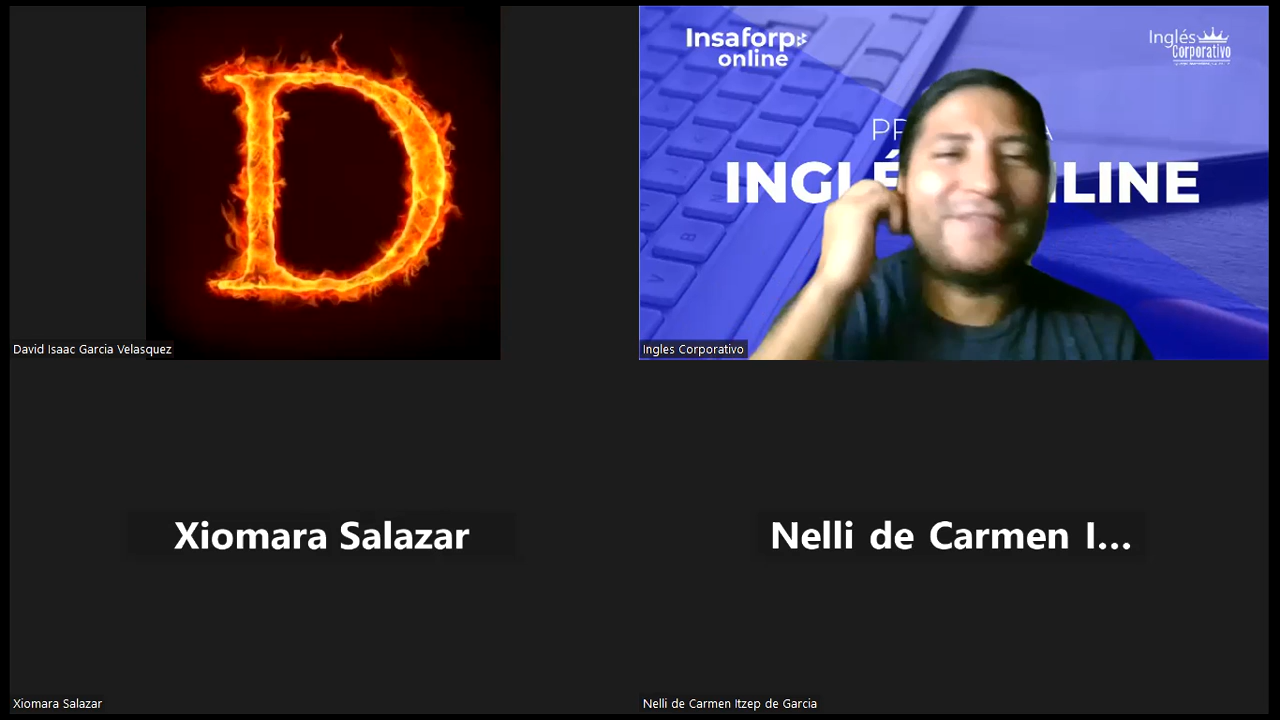 D
David Isaac Garcia Velasquez
Insaforp
online
Inglés
Corporativo
INGLÉ LINE
Ingles Corporativo
Xiomara Salazar
Nelli de Carmen I...
Xiomara Salazar
Nelli de Carmen Itzep de Garcia